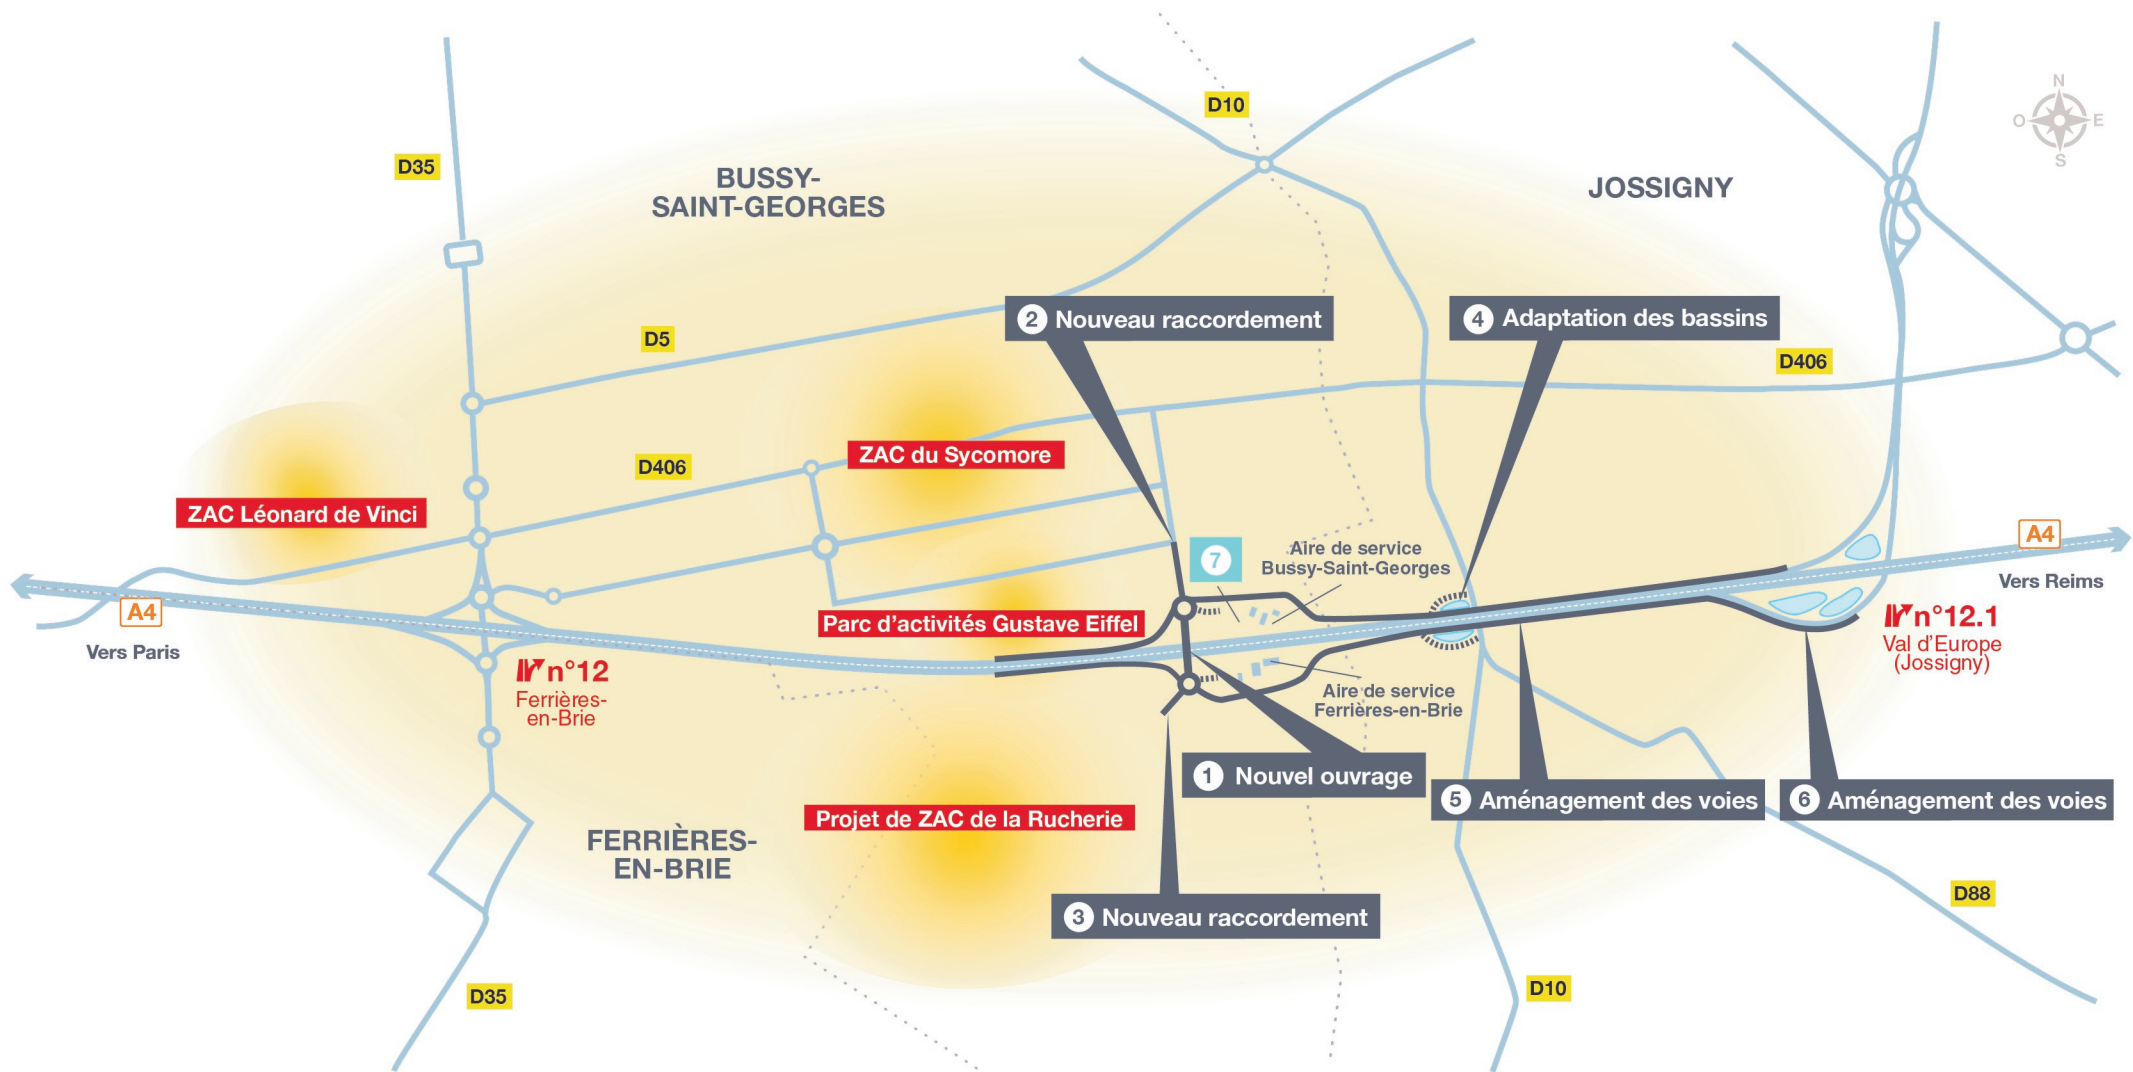 N
O
E
S
D10
D35
BUSSY-
SAINT-GEORGES
JOSSIGNY
2 Nouveau raccordement
4 Adaptation des bassins
D5
D406
ZAC du Sycomore
D406
ZAC Léonard de Vinci
A4
Vers Reims
7
Aire de service
Bussy-Saint-Georges
A4
Vers Paris
Parc d'activités Gustave Eiffel
n°12.1
Val d'Europe
(Jossigny)
n°12
Ferrières-
en-Brie
Aire de service
Ferrières-en-Brie
1 Nouvel ouvrage
5 Aménagement des voies
6 Aménagement des voies
Projet de ZAC de la Rucherie
FERRIÈRES-
EN-BRIE
3 Nouveau raccordement
D88
D35
D10